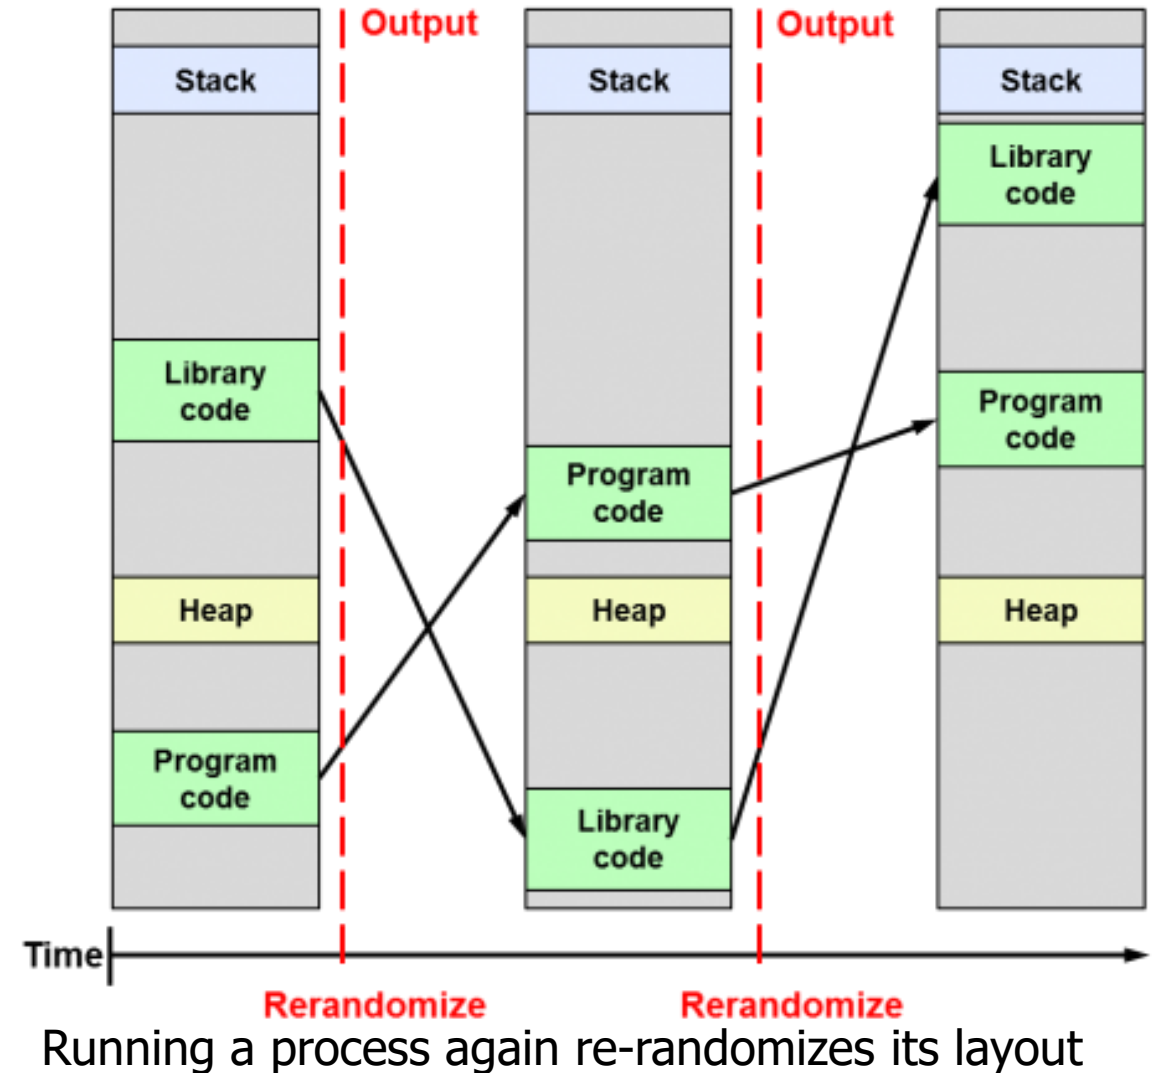 Output
Output
Stack
Stack
Stack
Library
code
Library
code
Program
code
Program
code
Heap
Heap
Heap
Program
code
Library
code
Time
Rerandomize
Rerandomize
Running a process again re-randomizes its layout